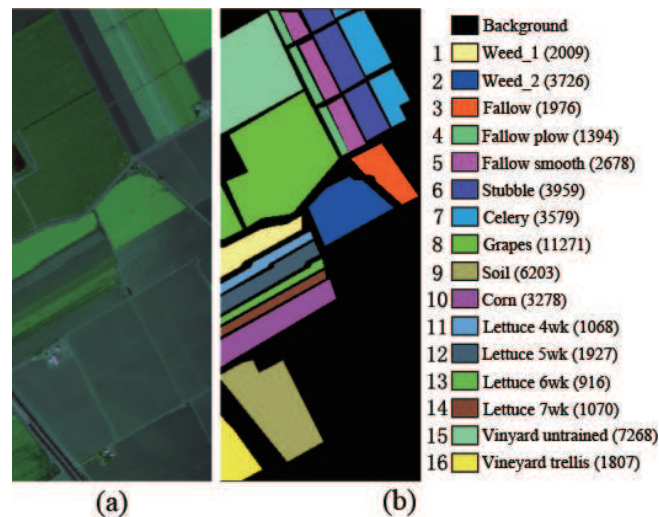 Background
1 Weed_1 (2009)
2 Weed_2 (3726)
3 Fallow (1976)
4 Fallow plow (1394)
5 Fallow smooth (2678)
6 Stubble (3959)
7 Celery (3579)
8 Grapes (11271)
9 Soil (6203)
10 Corn (3278)
11 Lettuce 4wk (1068)
12 Lettuce 5wk (1927)
13 Lettuce 6wk (916)
14 Lettuce 7wk (1070)
15 Vinyard untrained (7268)
16 Vineyard trellis (1807)
(a) (b)